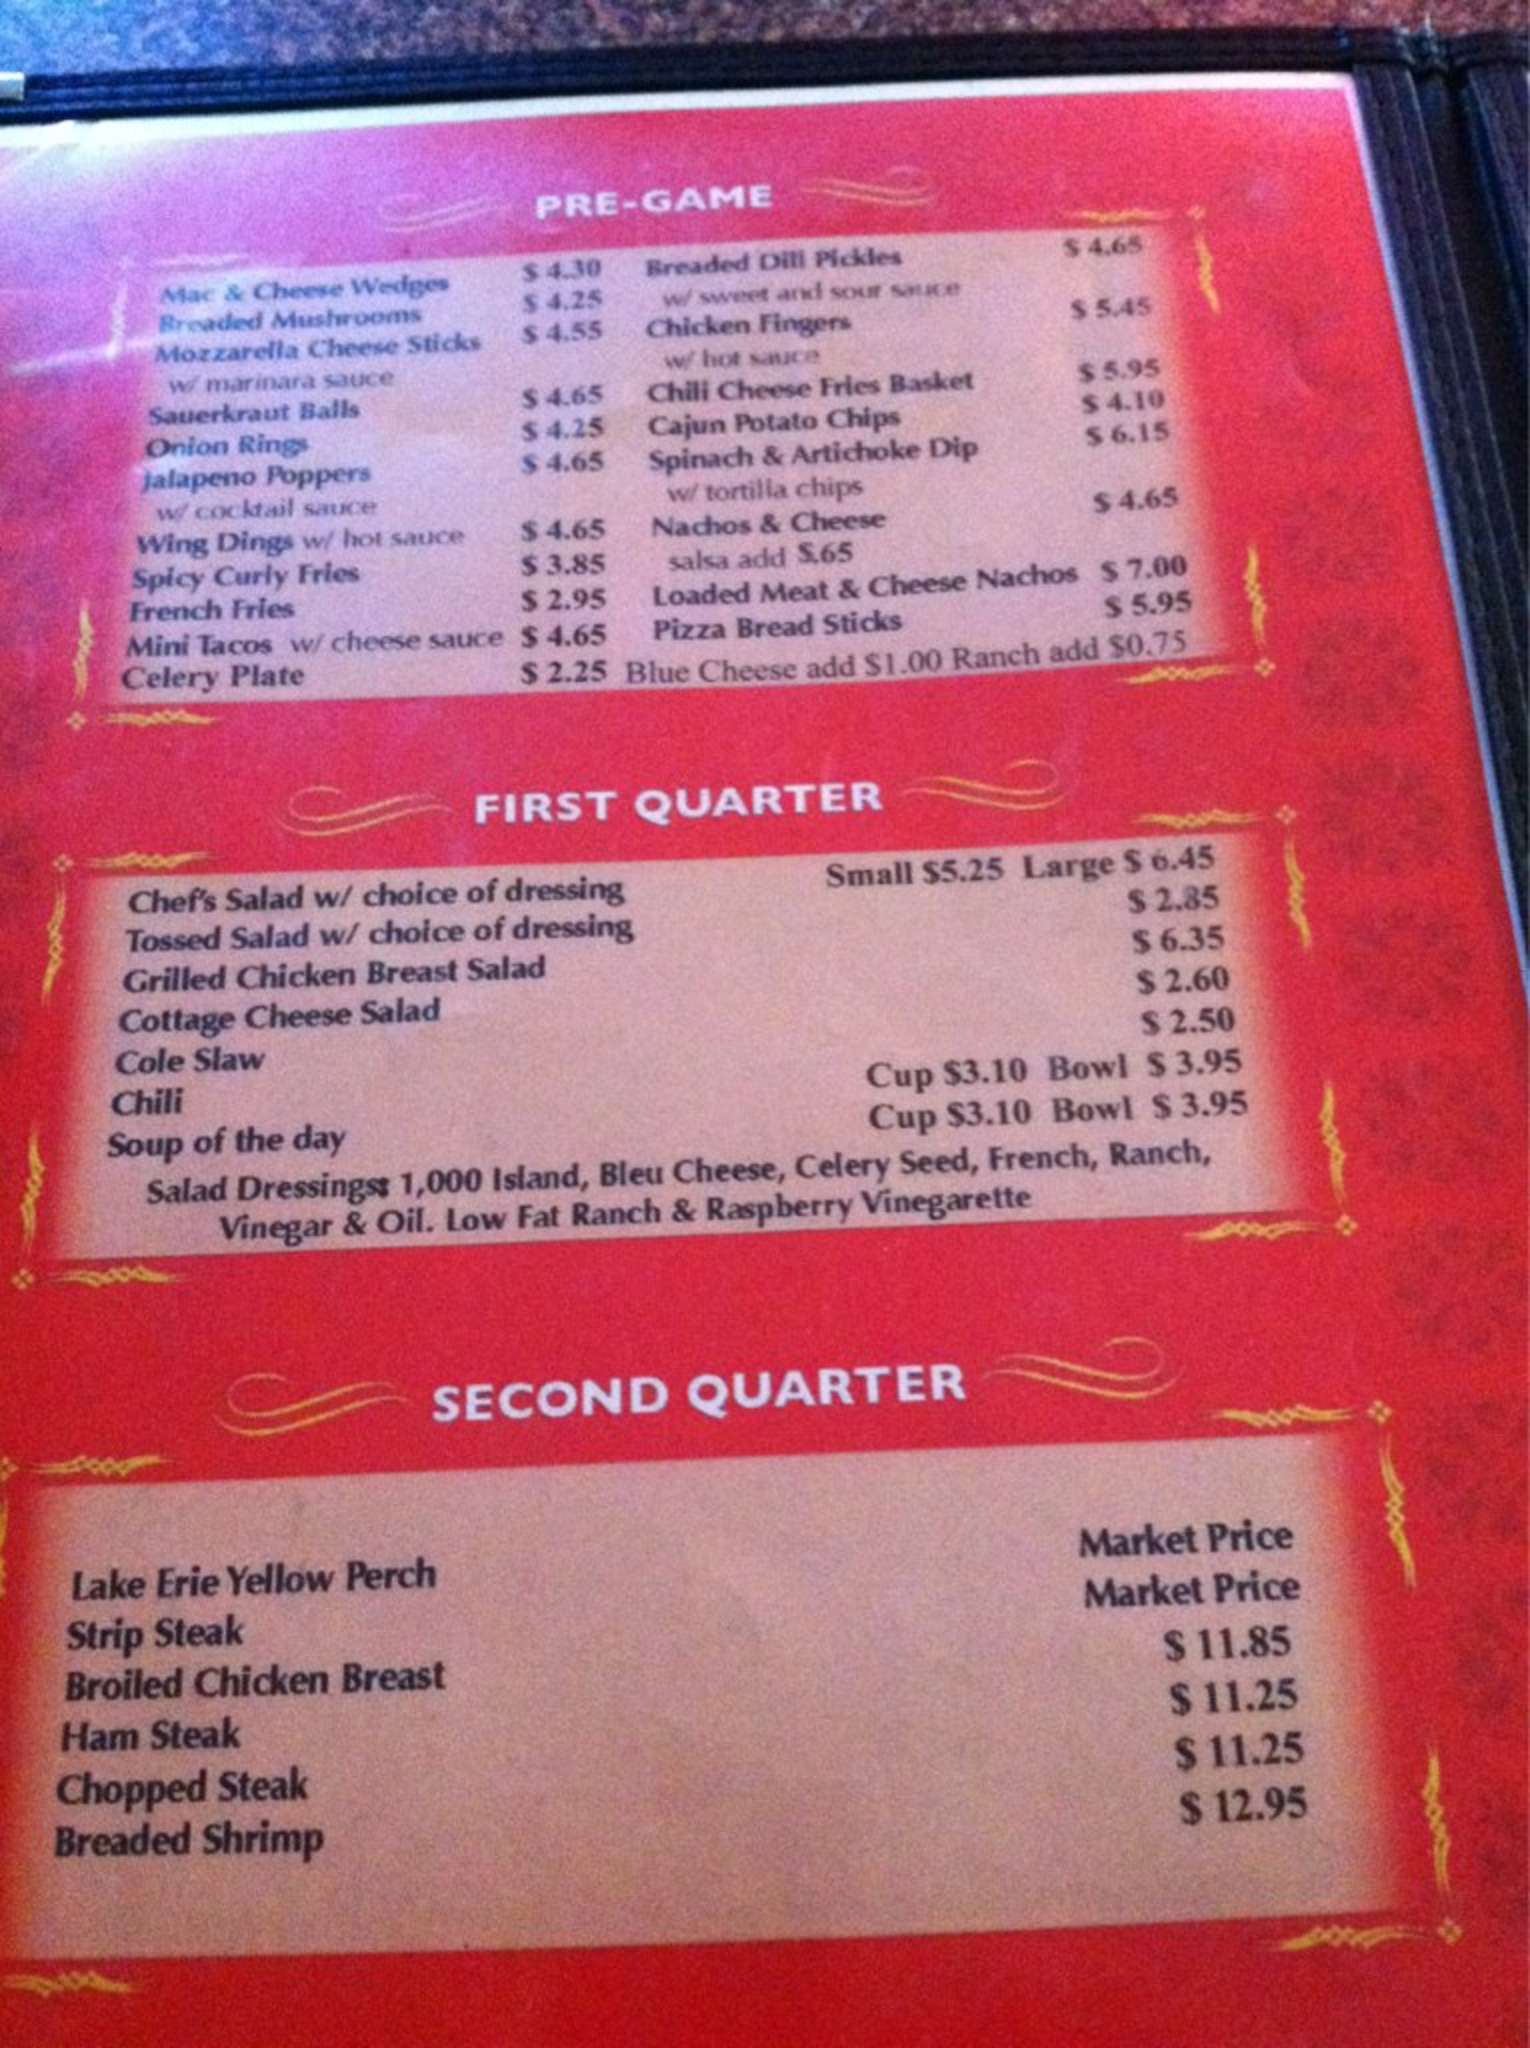 PRE-GAME
Mac & Cheese Wedges $ 4.30
Breaded Mushrooms $ 4.25
Mozzarella Cheese Sticks $ 4.55
w/ marinara sauce
Sauerkraut Balls $ 4.65
Onion Rings $ 4.25
Jalapeno Poppers $ 4.65
w/ cocktail sauce
Wing Dings w/ hot sauce $ 4.65
Spicy Curly Fries $ 3.85
French Fries $ 2.95
Mini Tacos w/ cheese sauce $ 4.65
Celery Plate $ 2.25
Breaded Dill Pickles $ 4.65
w/ sweet and sour sauce
Chicken Fingers $ 5.45
w/ hot sauce
Chili Cheese Fries Basket $ 5.95
Cajun Potato Chips $ 4.10
Spinach & Artichoke Dip $ 6.15
w/ tortilla chips
Nachos & Cheese $ 4.65
salsa add $.65
Loaded Meat & Cheese Nachos $ 7.00
Pizza Bread Sticks $ 5.95
Blue Cheese add $1.00 Ranch add $0.75
FIRST QUARTER
Chef's Salad w/ choice of dressing Small $5.25 Large $ 6.45
Tossed Salad w/ choice of dressing $ 2.85
Grilled Chicken Breast Salad $ 6.35
Cottage Cheese Salad $ 2.60
Cole Slaw $ 2.50
Chili Cup $3.10 Bowl $ 3.95
Soup of the day Cup $3.10 Bowl $ 3.95
Salad Dressings: 1,000 Island, Bleu Cheese, Celery Seed, French, Ranch,
Vinegar & Oil. Low Fat Ranch & Raspberry Vinegarette
SECOND QUARTER
Lake Erie Yellow Perch Market Price
Strip Steak Market Price
Broiled Chicken Breast $ 11.85
Ham Steak $ 11.25
Chopped Steak $ 11.25
Breaded Shrimp $ 12.95